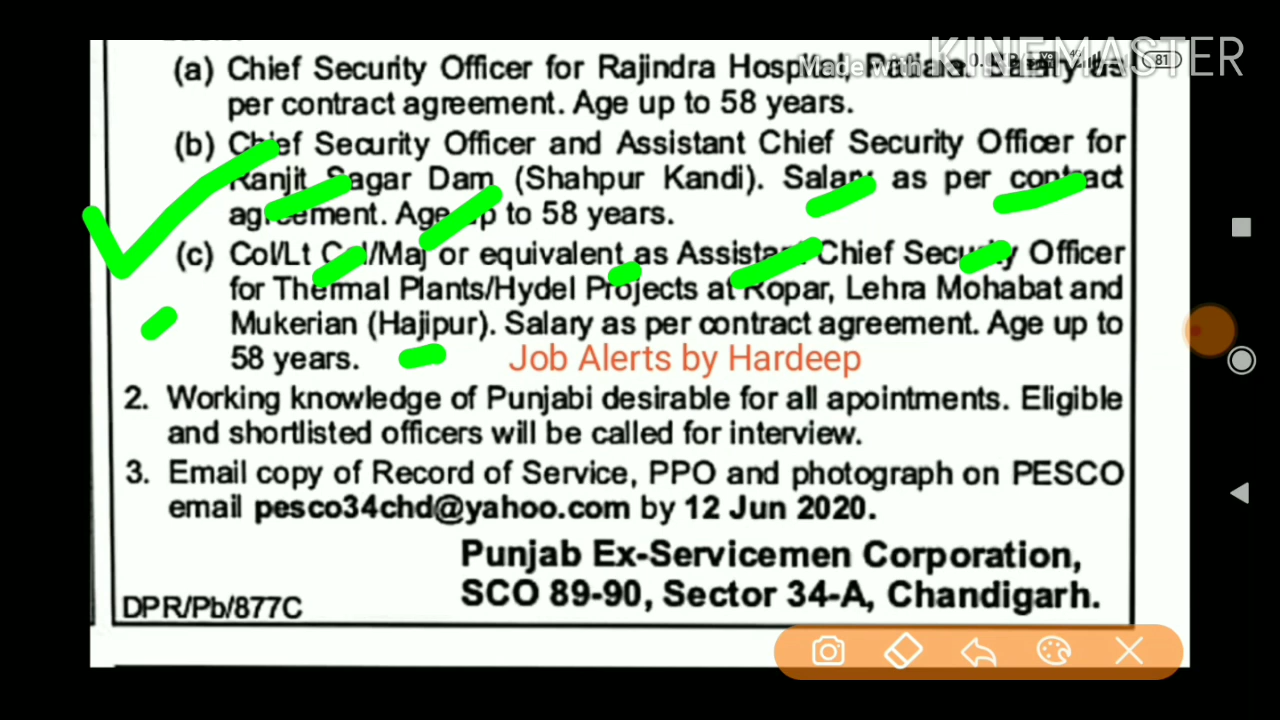 (a) Chief Security Officer for Rajindra Hospital, Patiala. Salary as
per contract agreement. Age up to 58 years.
(b) Chief Security Officer and Assistant Chief Security Officer for
Ranjit Sagar Dam (Shahpur Kandi). Salary as per contract
agreement. Age up to 58 years.
(c) Col/Lt Col/Maj or equivalent as Assistant Chief Security Officer
for Thermal Plants/Hydel Projects at Ropar, Lehra Mohabat and
Mukerian (Hajipur). Salary as per contract agreement. Age up to
58 years.
Job Alerts by Hardeep
2. Working knowledge of Punjabi desirable for all apointments. Eligible
and shortlisted officers will be called for interview.
3. Email copy of Record of Service, PPO and photograph on PESCO
email pesco34chd@yahoo.com by 12 Jun 2020.
Punjab Ex-Servicemen Corporation,
SCO 89-90, Sector 34-A, Chandigarh.
DPR/Pb/877C
Made with KINEMASTER
81